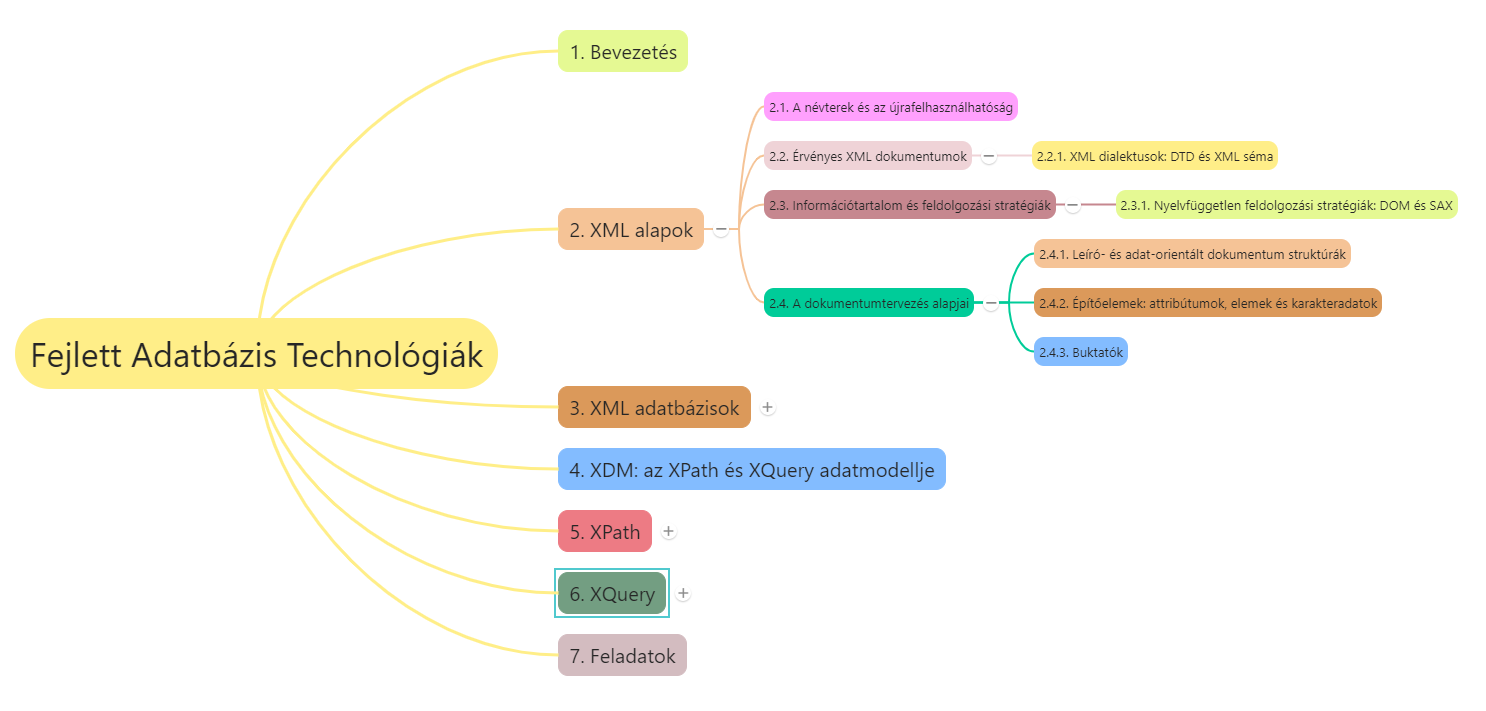 Fejlett Adatbázis Technológiák
1. Bevezetés
2. XML alapok
2.1. A névterek és az újrafelhasználhatóság
2.2. Érvényes XML dokumentumok
2.2.1. XML dialektusok: DTD és XML séma
2.3. Információtartalom és feldolgozási stratégiák
2.3.1. Nyelvfüggetlen feldolgozási stratégiák: DOM és SAX
2.4. A dokumentumtervezés alapjai
2.4.1. Leíró- és adat-orientált dokumentum struktúrák
2.4.2. Építőelemek: attribútumok, elemek és karakteradatok
2.4.3. Buktatók
3. XML adatbázisok
4. XDM: az XPath és XQuery adatmodellje
5. XPath
6. XQuery
7. Feladatok